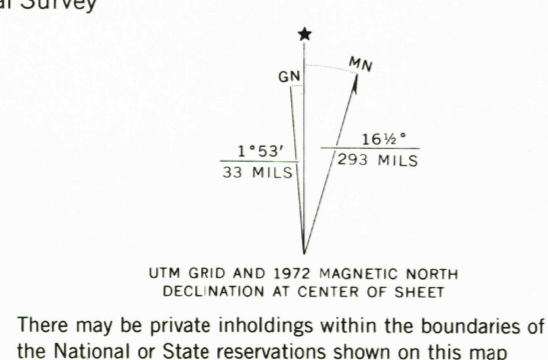 al Survey
★
MN
GN
1°53′ 16½°
33 MILS 293 MILS
UTM GRID AND 1972 MAGNETIC NORTH
DECLINATION AT CENTER OF SHEET
There may be private inholdings within the boundaries of
the National or State reservations shown on this map